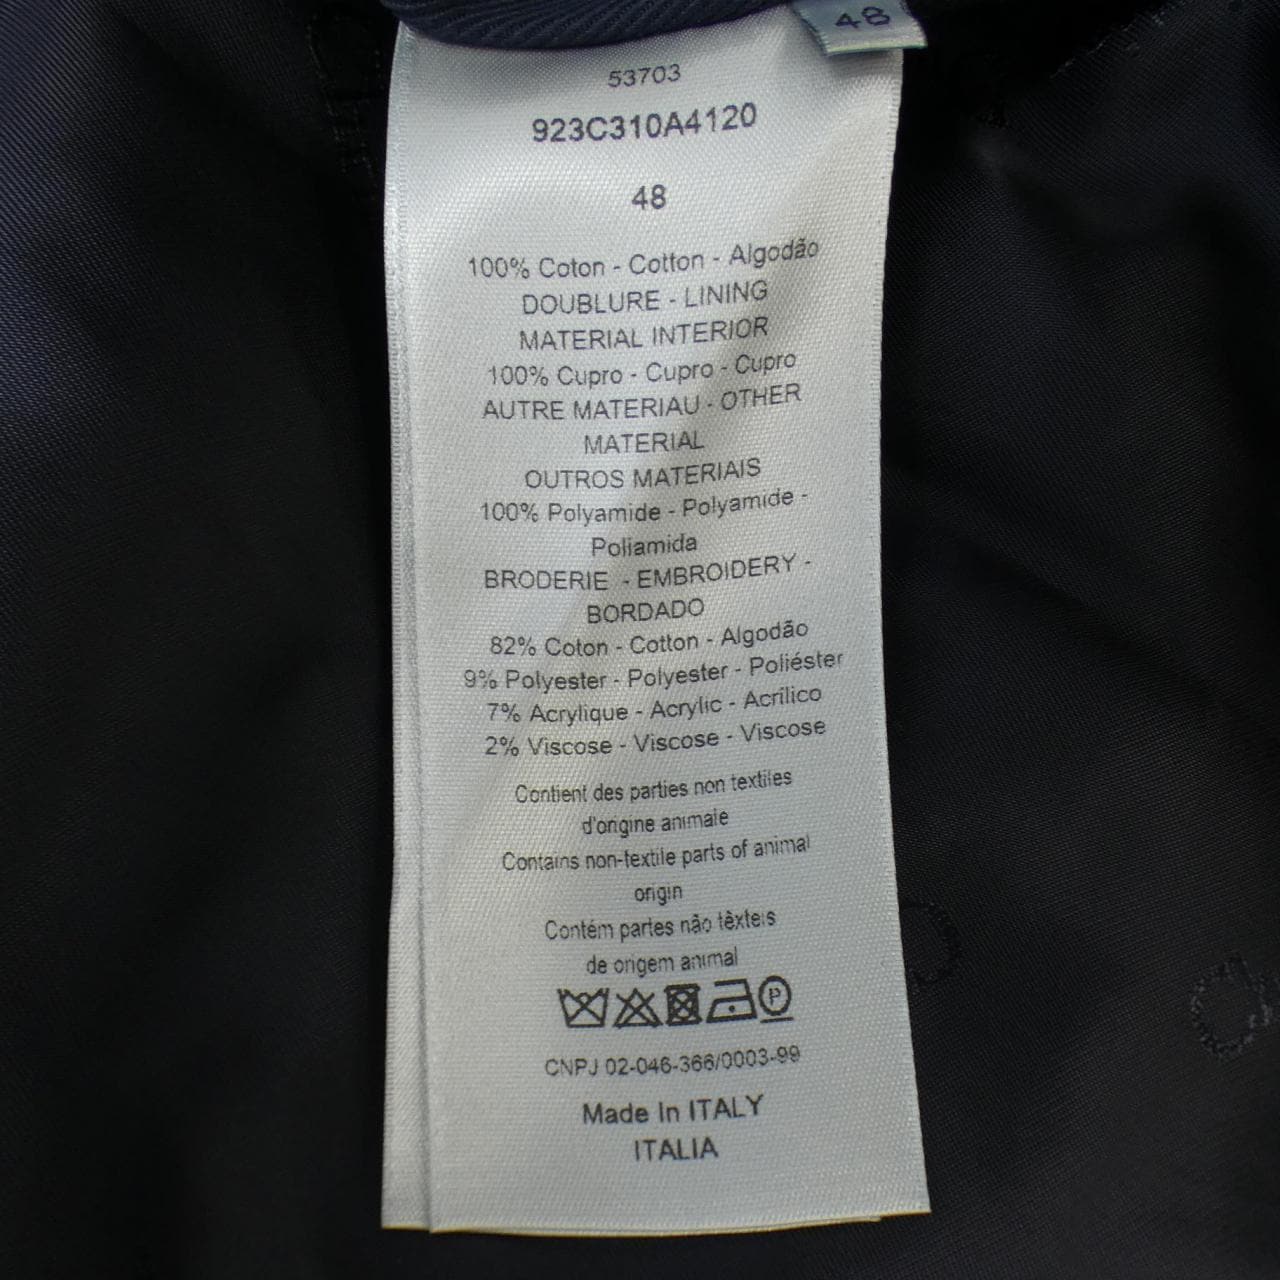 48
53703
923C310A4120
48
100% Coton - Cotton - Algodão
DOUBLURE - LINING
MATERIAL INTERIOR
100% Cupro - Cupro - Cupro
AUTRE MATERIAU - OTHER
MATERIAL
OUTROS MATERIAIS
100% Polyamide - Polyamide -
Poliamida
BRODERIE - EMBROIDERY -
BORDADO
82% Coton - Cotton - Algodão
9% Polyester - Polyester - Poliéster
7% Acrylique - Acrylic - Acrílico
2% Viscose - Viscose - Viscose
Contient des parties non textiles
d'origine animale
Contains non-textile parts of animal
origin
Contém partes não têxteis
de origem animal
P
CNPJ 02-046-366/0003-99
Made In ITALY
ITALIA